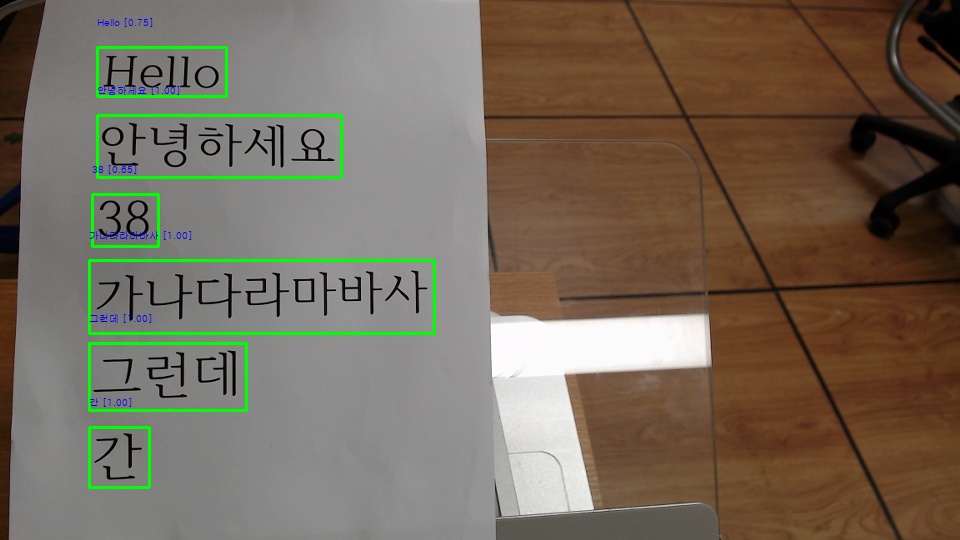 Hello [0.75]
Hello
안녕하세요 [1.00]
안녕하세요
38 [0.65]
38
가나다라마바사 [1.00]
가나다라마바사
그런데 [1.00]
그런데
간 [1.00]
간